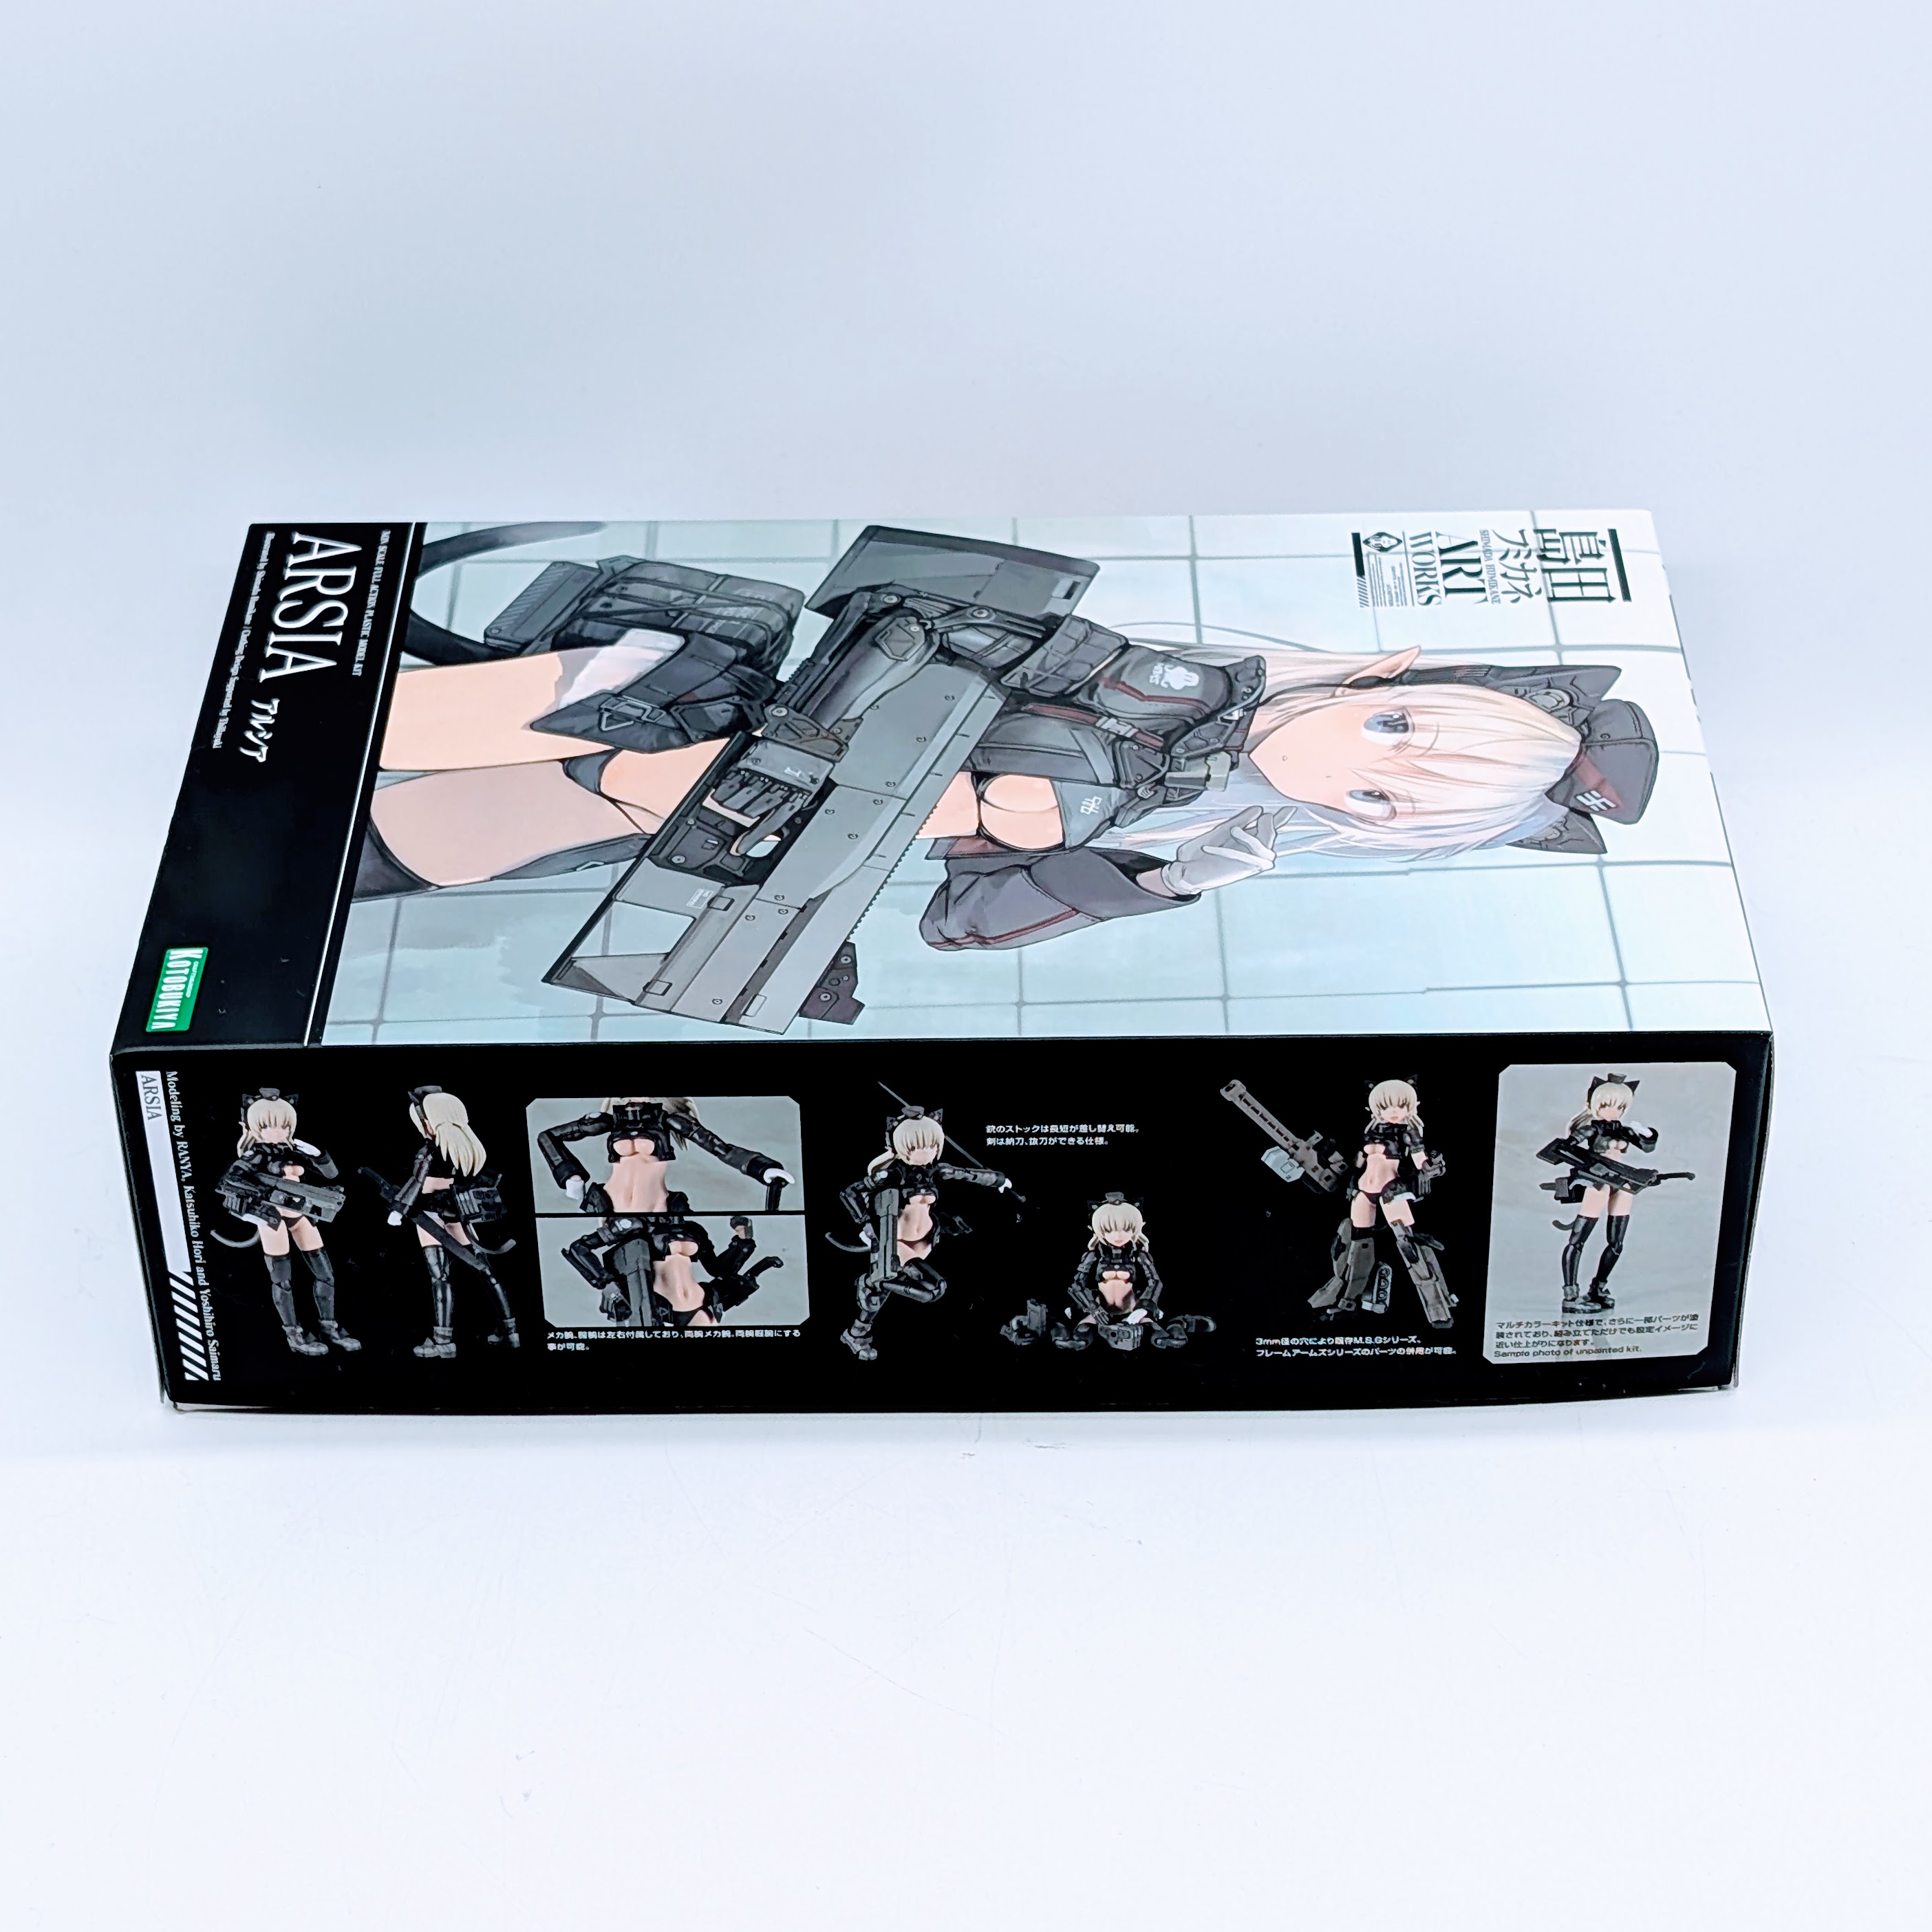 島田
フミカネ
SHIMADA HUMIKANE
ART
WORKS
NON SCALE FULL ACTION PLASTIC MODEL KIT
ARSIA アルシア
KOTOBUKIYA
ARSIA
Modeling by RANYA, Katsuhiko Hori and Yoshihiro Saimaru
メカ腕、服腕は左右付属しており、両腕メカ腕、両腕服腕にする
事が可能。
銃のストックは長短が差し替え可能。
剣は納刀、抜刀ができる仕様。
3mm径の穴により既存M.S.Gシリーズ、
フレームアームズシリーズのパーツの併用が可能。
マルチカラーキット仕様で、さらに一部パーツが塗
装されており、組み立てただけでも設定イメージに
近い仕上がりになります。
Sample photo of unpainted kit.